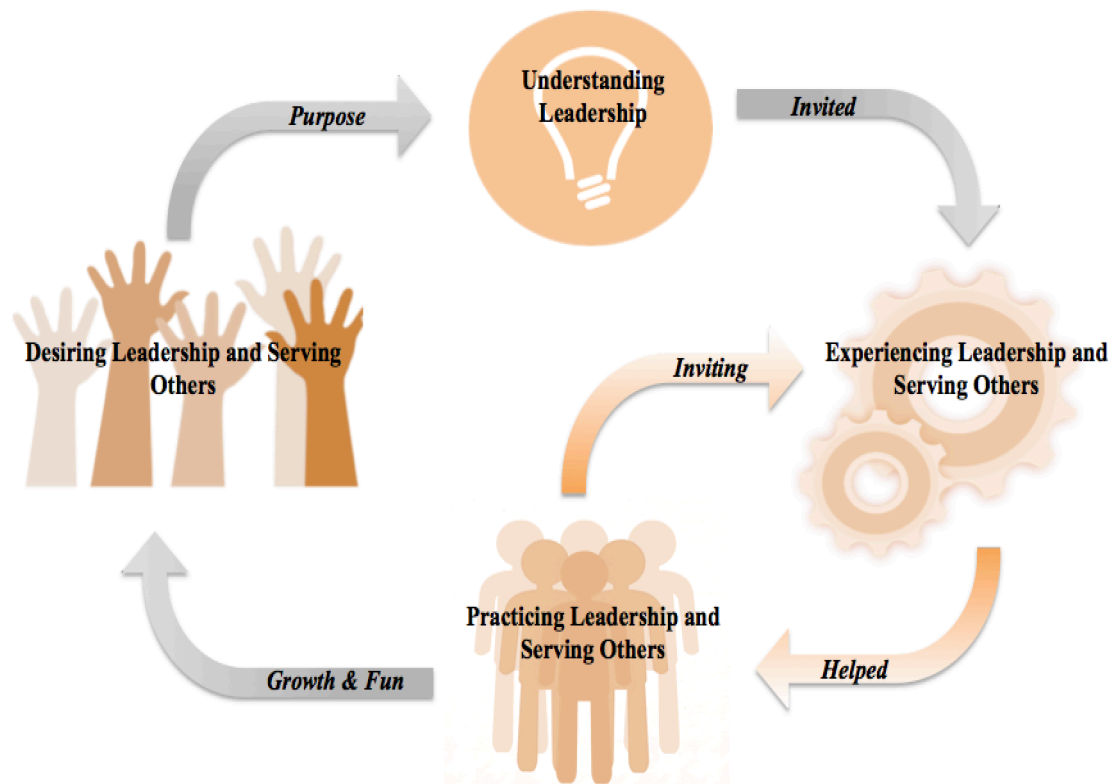 Understanding
Leadership
Purpose
Invited
Desiring Leadership and Serving
Others
Inviting
Experiencing Leadership and
Serving Others
Practicing Leadership and
Serving Others
Growth & Fun
Helped